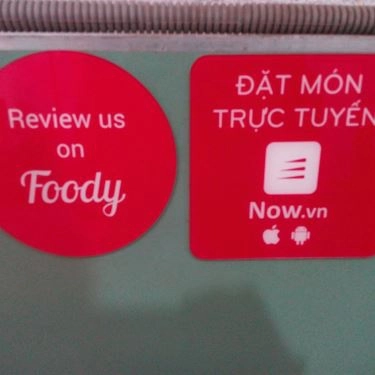 Review us
on
Foody
ĐẶT MÓN
TRỰC TUYẾN
Now.vn